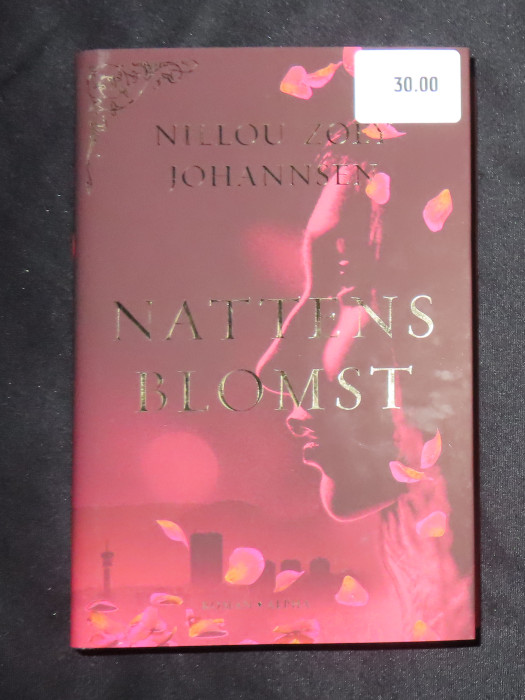 30.00
NILLOU ZOEY
JOHANNSEN
NATTENS
BLOMST